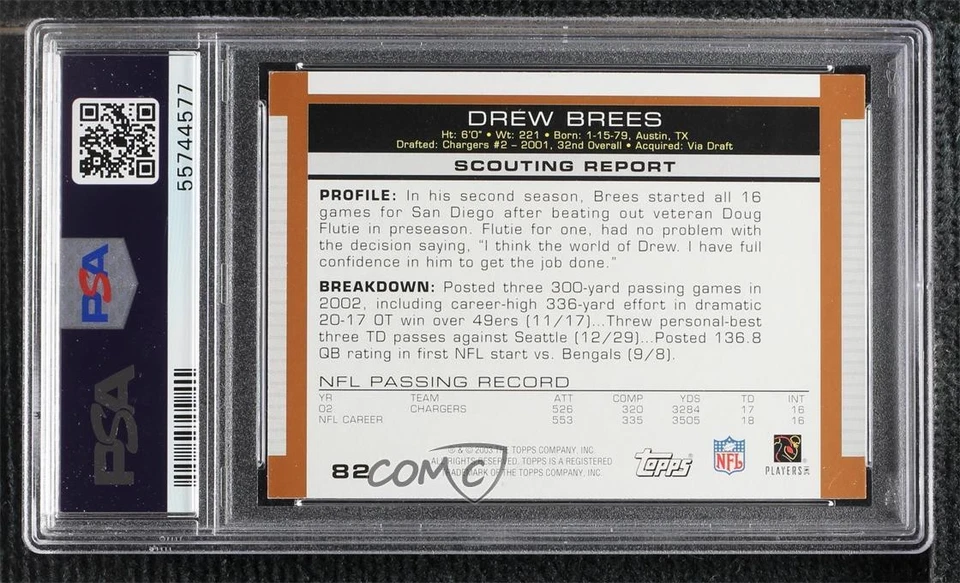 55744577
PSA
PSA
DREW BREES
Ht: 6'0" • Wt: 221 • Born: 1-15-79, Austin, TX
Drafted: Chargers #2 – 2001, 32nd Overall • Acquired: Via Draft
SCOUTING REPORT
PROFILE: In his second season, Brees started all 16
games for San Diego after beating out veteran Doug
Flutie in preseason. Flutie for one, had no problem with
the decision saying, "I think the world of Drew. I have full
confidence in him to get the job done."
BREAKDOWN: Posted three 300-yard passing games in
2002, including career-high 336-yard effort in dramatic
20-17 OT win over 49ers (11/17)...Threw personal-best
three TD passes against Seattle (12/29)...Posted 136.8
QB rating in first NFL start vs. Bengals (9/8).
NFL PASSING RECORD
YR TEAM ATT COMP YDS TD INT
02 CHARGERS 526 320 3284 17 16
NFL CAREER 553 335 3505 18 16
© & © 2003 THE TOPPS COMPANY, INC.
ALL RIGHTS RESERVED. TOPPS IS A REGISTERED
TRADEMARK OF THE TOPPS COMPANY, INC.
82
COMC
Topps
NFL
PLAYERS INC